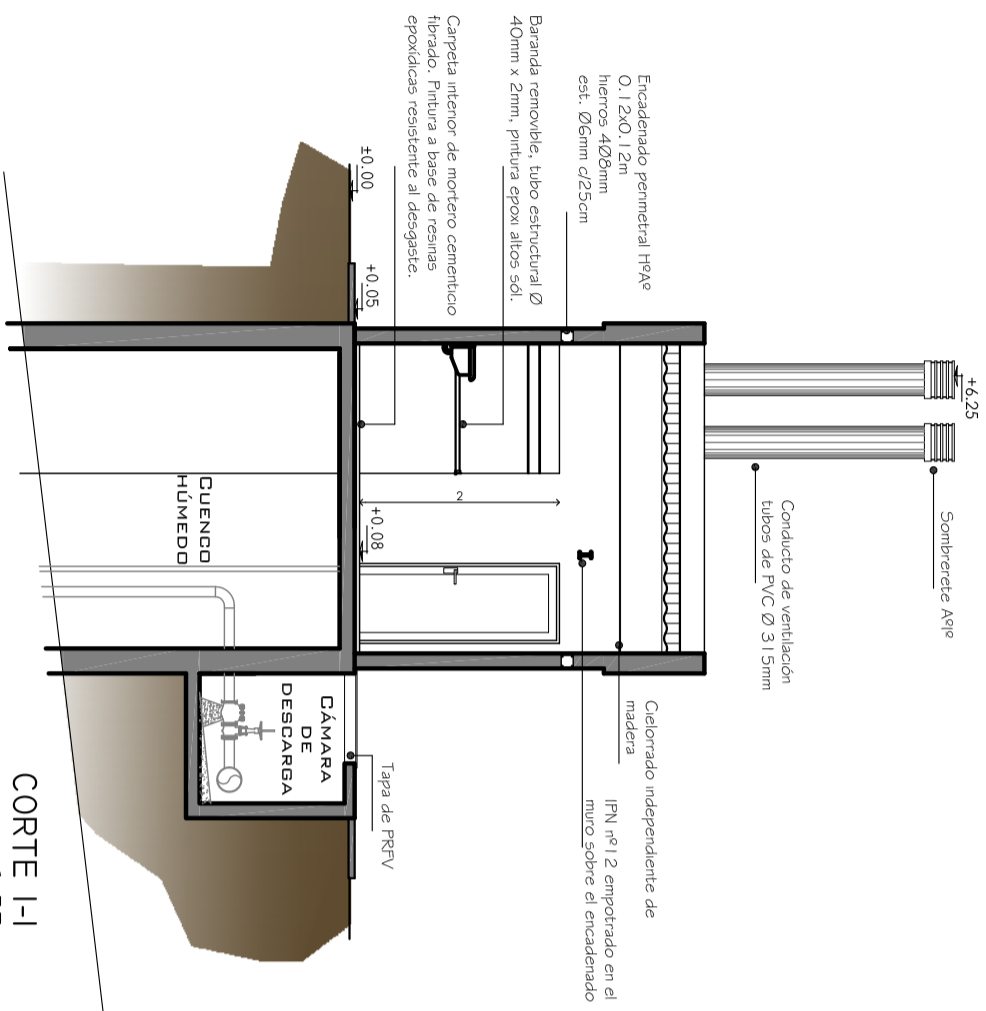 +6.25
Sombrerete AºIº
Conducto de ventilación
tubos de PVC Ø 315mm
Encadenado perimetral HºAº
0.12x0.12m
hierros 4Ø8mm
est. Ø6mm c/25cm
Cielorrado independiente de
madera
IPN nº12 empotrado en el
muro sobre el encadenado
Baranda removible, tubo estructural Ø
40mm x 2mm, pintura epoxi altos sól.
2
Carpeta interior de mortero cementicio
fibrado. Pintura a base de resinas
epoxídicas resistente al desgaste.
±0.00
+0.05
+0.08
Tapa de PRFV
CÁMARA
DE
DESCARGA
CUENCO
HÚMEDO
CORTE I-I